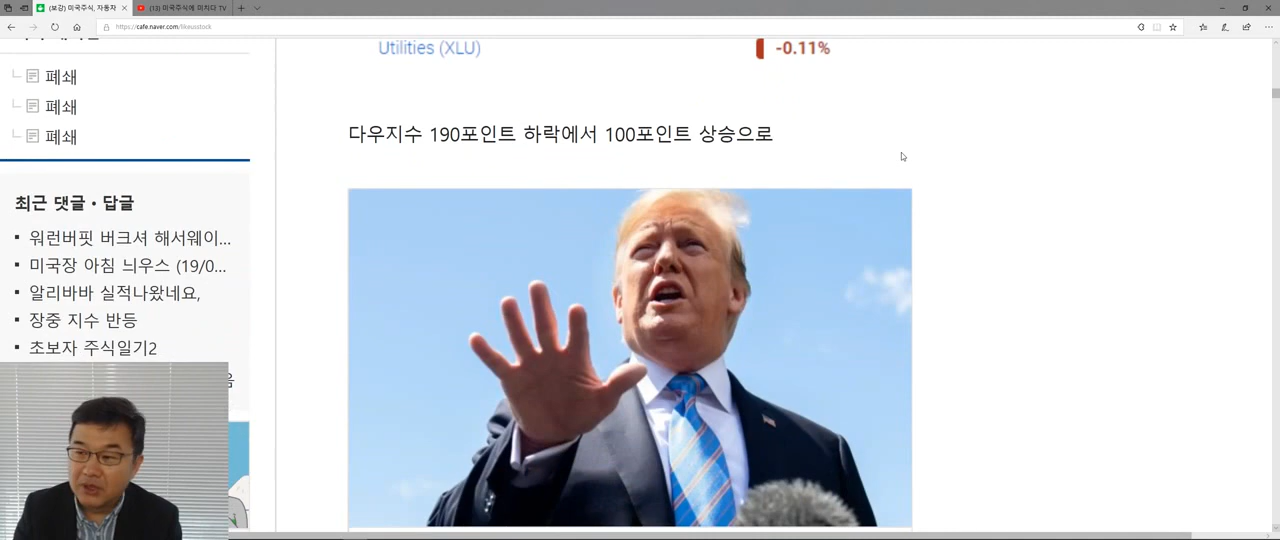 (보강) 미국주식, 자동차
(13) 미국주식에 미치다 TV
https://cafe.naver.com/likeusstock
Utilities (XLU)
-0.11%
폐쇄
폐쇄
폐쇄
다우지수 190포인트 하락에서 100포인트 상승으로
최근 댓글 • 답글
워런버핏 버크셔 해서웨이...
미국장 아침 늬우스 (19/0...
알리바바 실적나왔네요,
장중 지수 반등
초보자 주식일기2